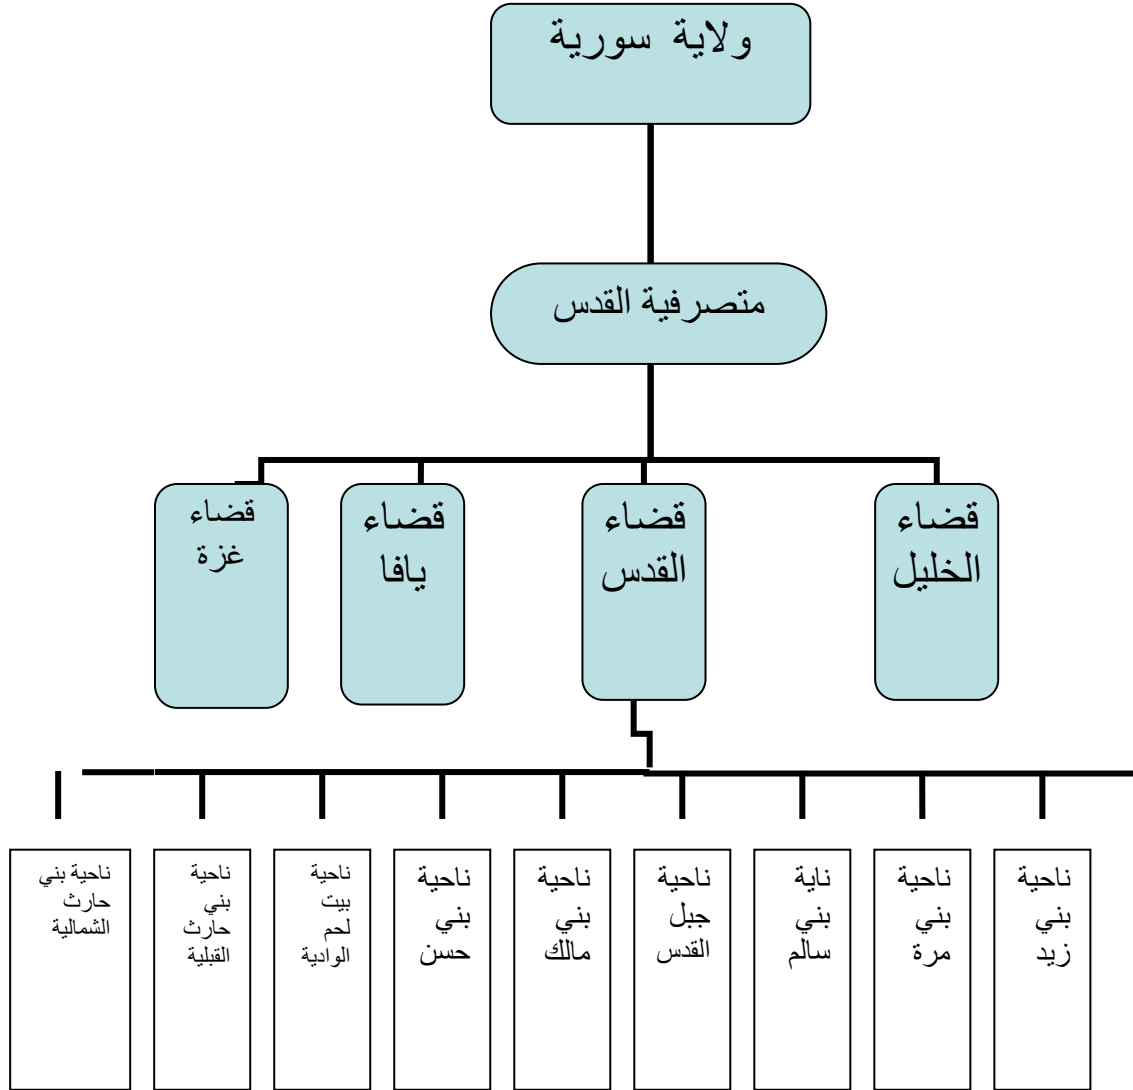 ولاية سورية
متصرفية القدس
قضاء
الخليل
قضاء
القدس
قضاء
يافا
قضاء
غزة
ناحية
بني
زيد
ناحية
بني
مرة
ناية
بني
سالم
ناحية
جبل
القدس
ناحية
بني
مالك
ناحية
بني
حسن
ناحية
بيت
لحم
الوادية
ناحية
بني
حارث
القبلية
ناحية بني
حارث
الشمالية